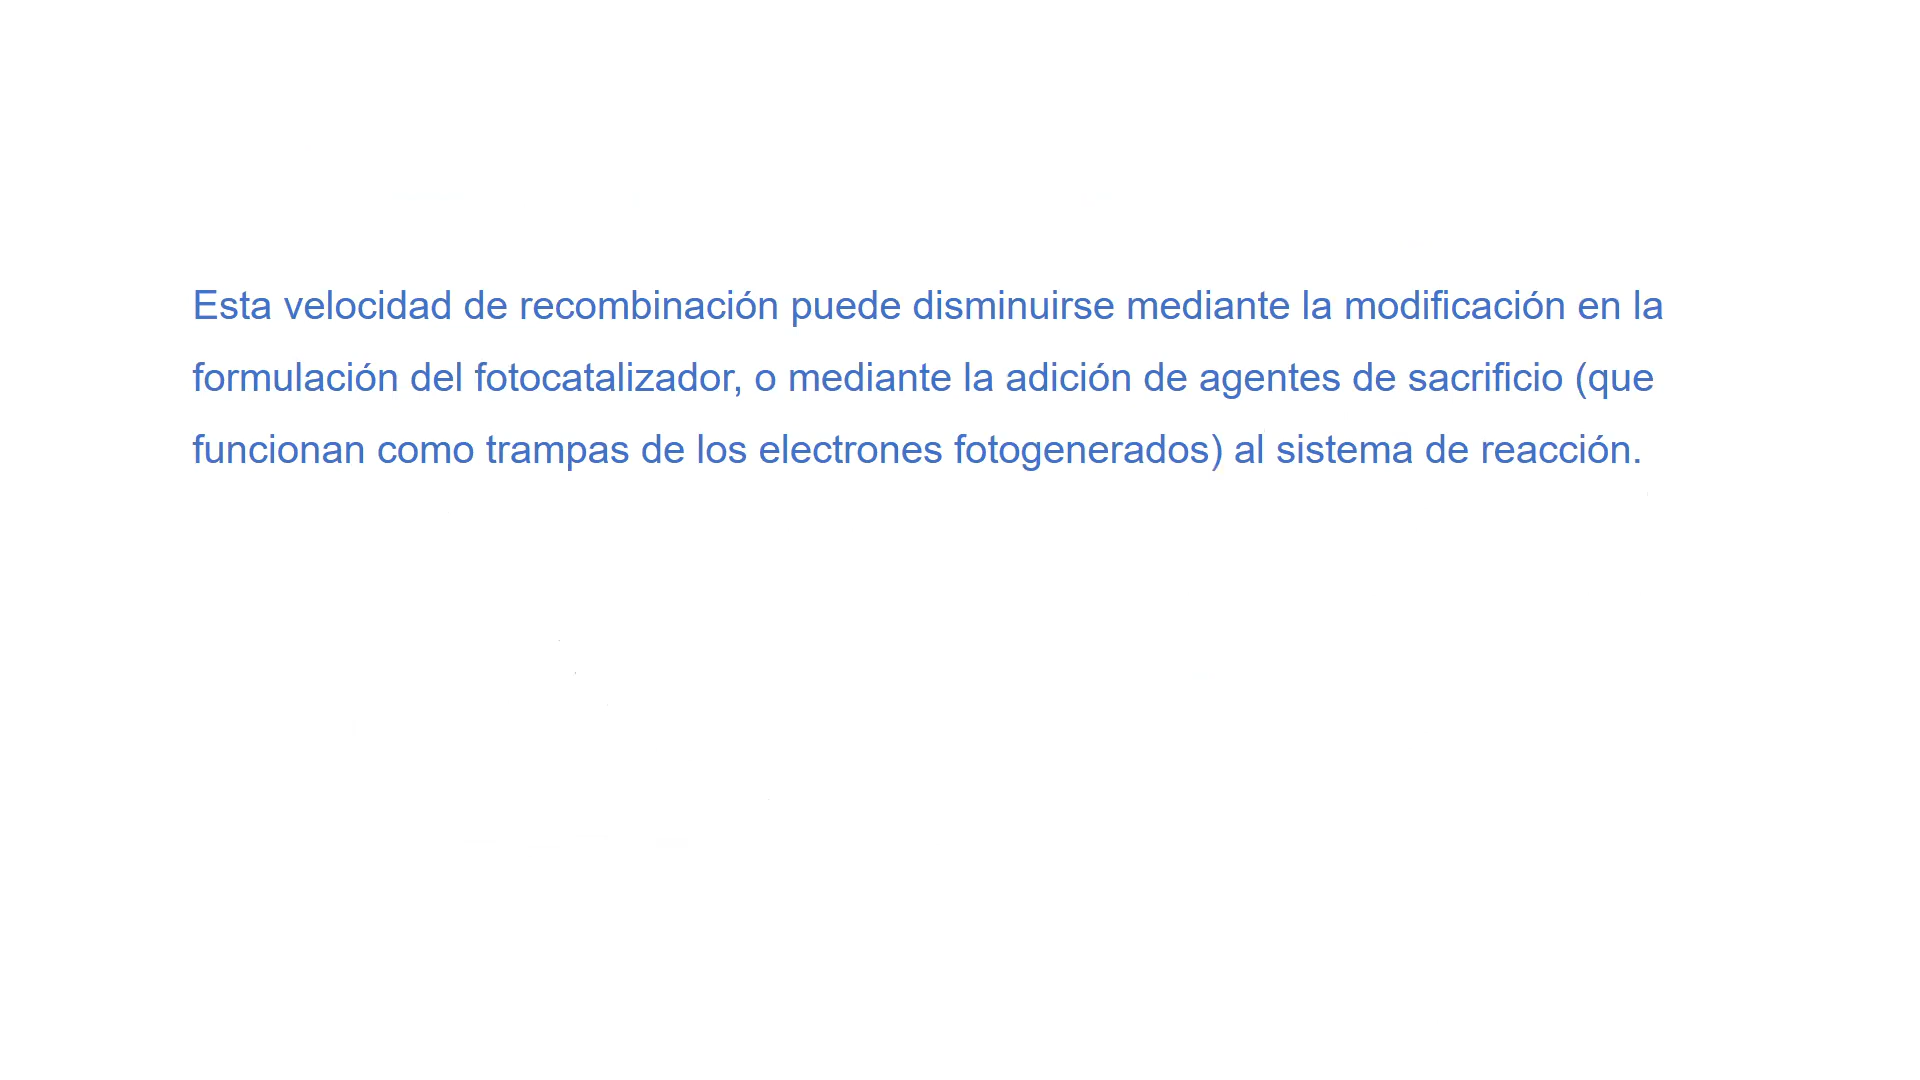 Esta velocidad de recombinación puede disminuirse mediante la modificación en la
formulación del fotocatalizador, o mediante la adición de agentes de sacrificio (que
funcionan como trampas de los electrones fotogenerados) al sistema de reacción.